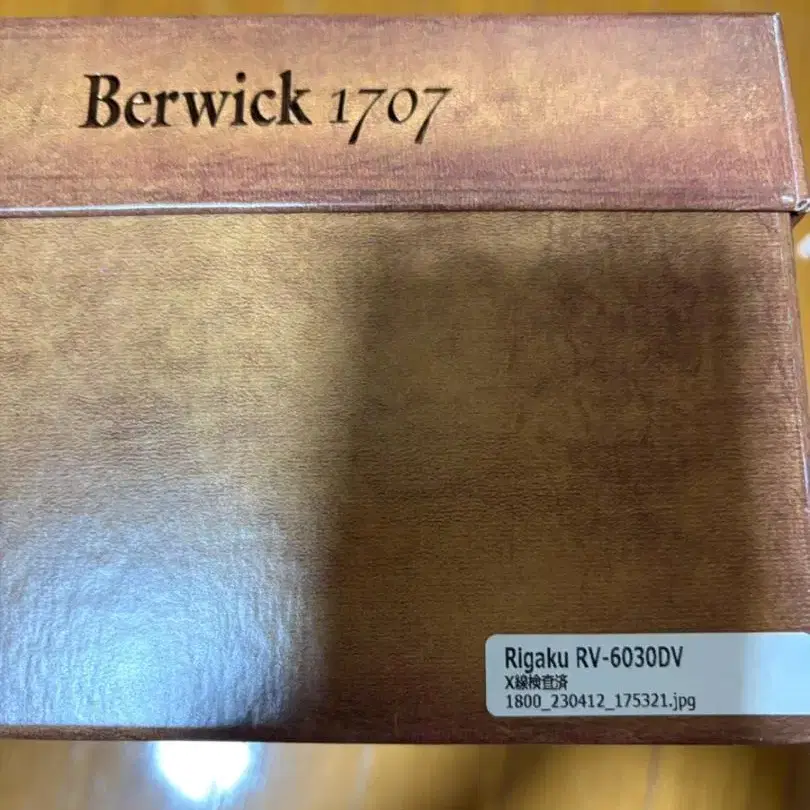 Berwick 1707
Rigaku RV-6030DV
X線検査済
1800_230412_175321.jpg